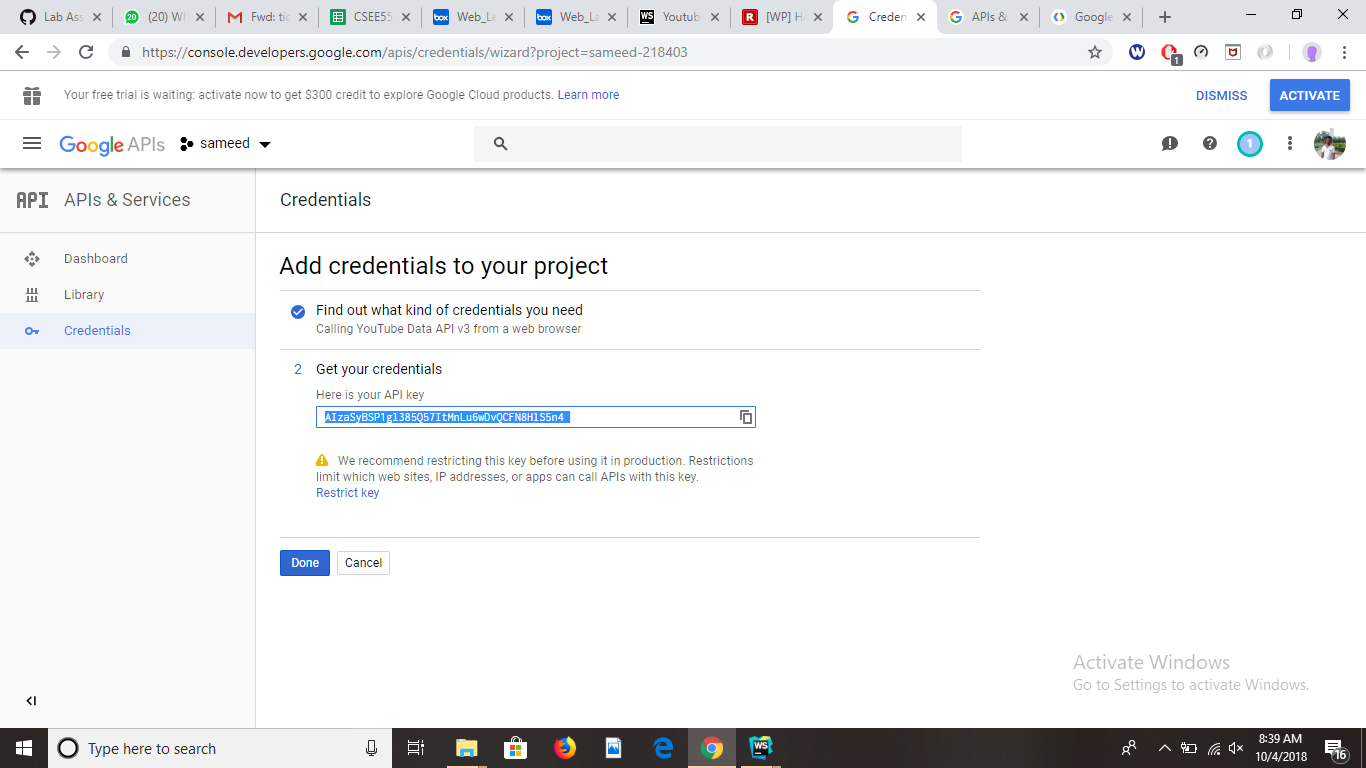 Lab Ass
(20) Wh
Fwd: tic
CSEE55
Web_Le
Web_La
Youtub
[WP] H
Creden
APIs &
Google
https://console.developers.google.com/apis/credentials/wizard?project=sameed-218403
1
Your free trial is waiting: activate now to get $300 credit to explore Google Cloud products. Learn more
DISMISS
ACTIVATE
Google APIs
sameed
1
API APIs & Services
Credentials
Dashboard
Library
Credentials
Add credentials to your project
Find out what kind of credentials you need
Calling YouTube Data API v3 from a web browser
2 Get your credentials
Here is your API key
We recommend restricting this key before using it in production. Restrictions
limit which web sites, IP addresses, or apps can call APIs with this key.
Restrict key
Done
Cancel
Activate Windows
Go to Settings to activate Windows.
Type here to search
8:39 AM
10/4/2018
16